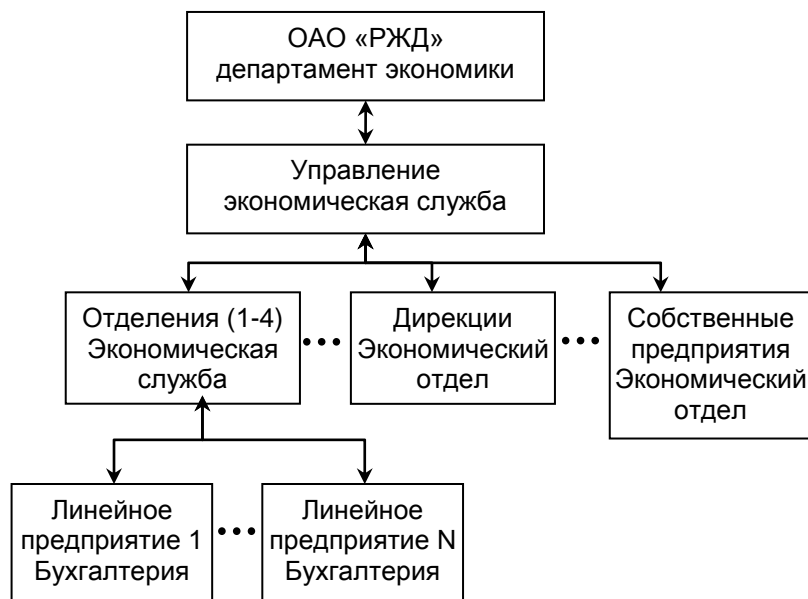 ОАО «РЖД»
департамент экономики
Управление
экономическая служба
Отделения (1-4)
Экономическая
служба
Дирекции
Экономический
отдел
Собственные
предприятия
Экономический
отдел
Линейное
предприятие 1
Бухгалтерия
Линейное
предприятие N
Бухгалтерия